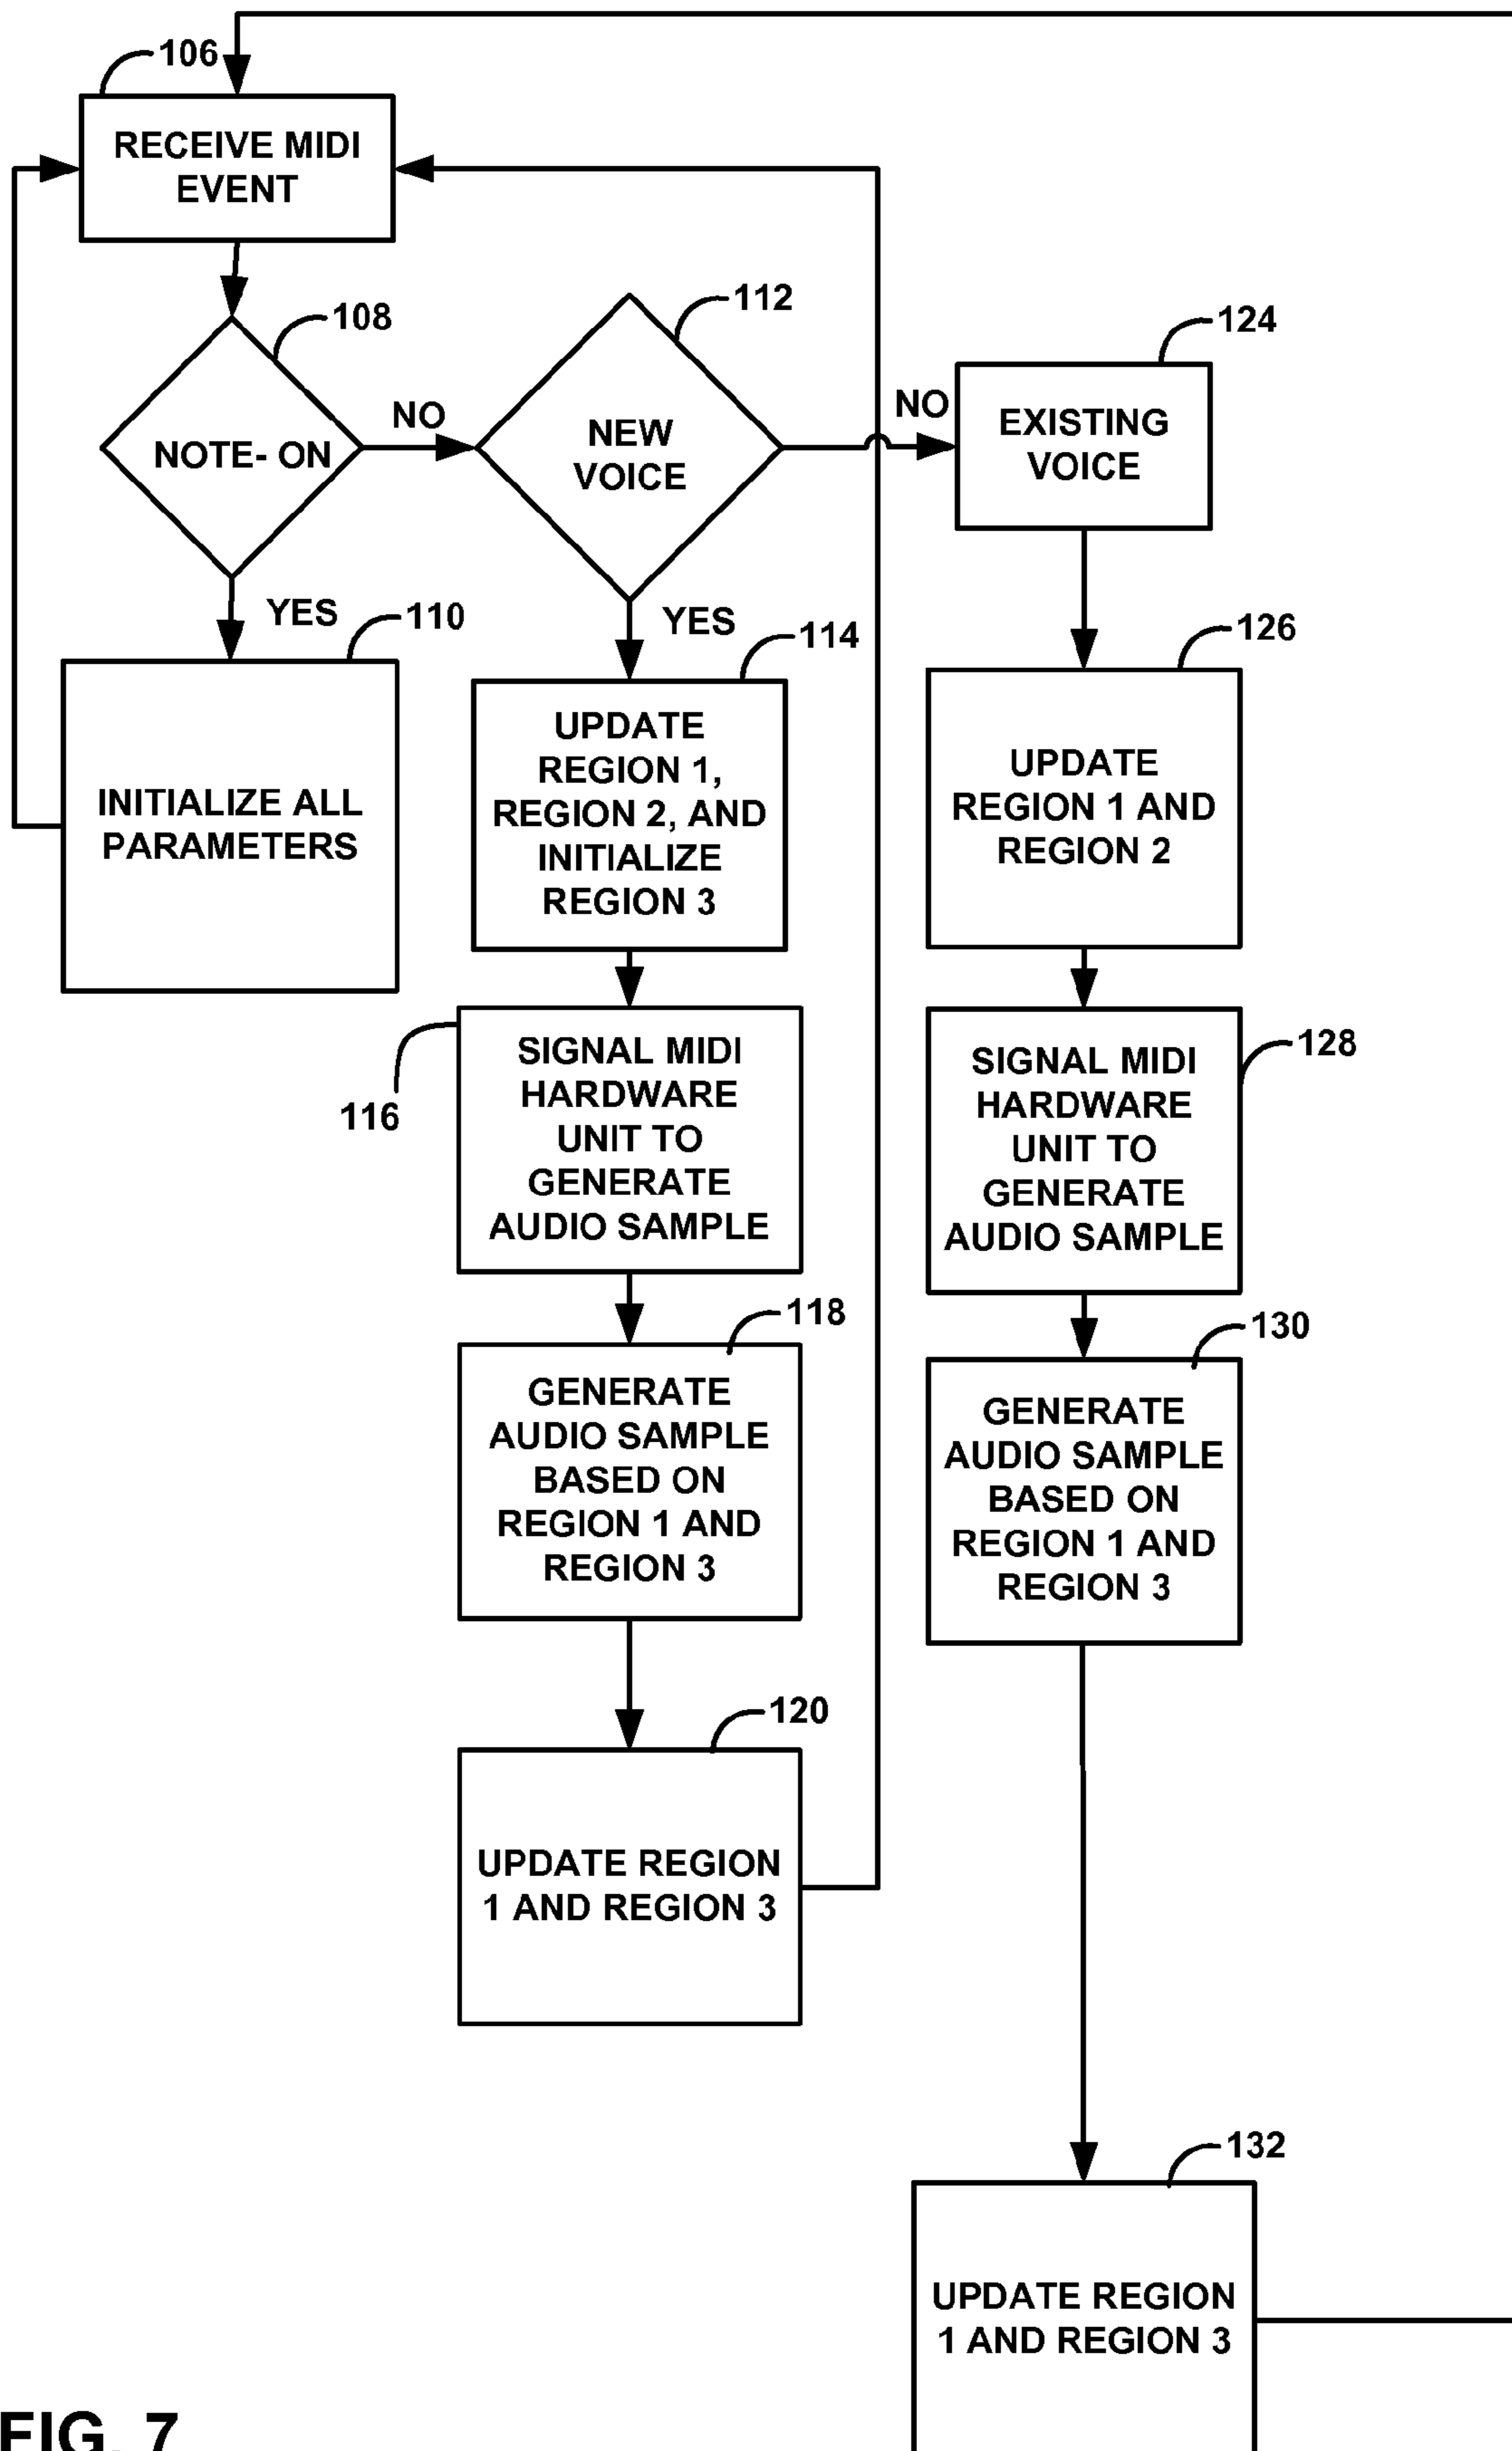 106
RECEIVE MIDI
EVENT
108
NOTE- ON
NO
YES
110
INITIALIZE ALL
PARAMETERS
112
NEW
VOICE
NO
YES
114
UPDATE
REGION 1,
REGION 2, AND
INITIALIZE
REGION 3
116
SIGNAL MIDI
HARDWARE
UNIT TO
GENERATE
AUDIO SAMPLE
118
GENERATE
AUDIO SAMPLE
BASED ON
REGION 1 AND
REGION 3
120
UPDATE REGION
1 AND REGION 3
124
EXISTING
VOICE
126
UPDATE
REGION 1 AND
REGION 2
128
SIGNAL MIDI
HARDWARE
UNIT TO
GENERATE
AUDIO SAMPLE
130
GENERATE
AUDIO SAMPLE
BASED ON
REGION 1 AND
REGION 3
132
UPDATE REGION
1 AND REGION 3
FIG. 7